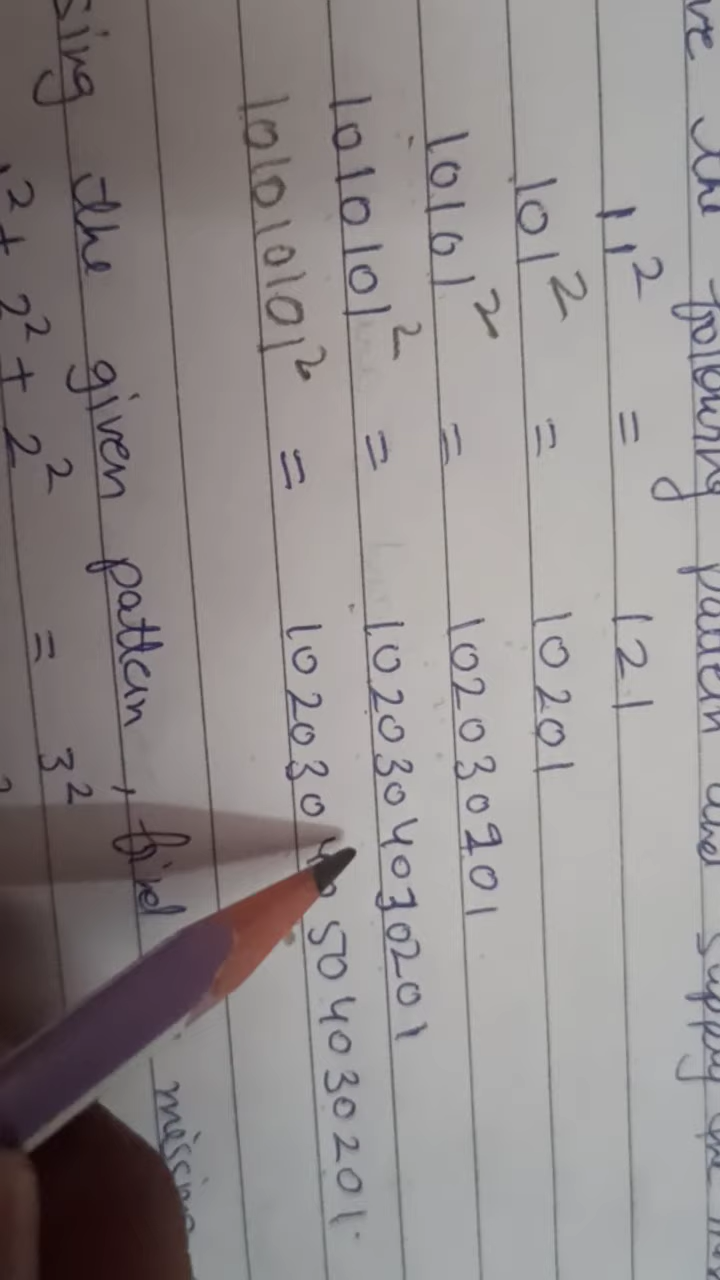 the following pattern and supply the
11² = 121
101² = 10201
10101² = 102030201
1010101² = 1020304030201
101010101² = 10203040504030201
sing the given pattern, find missing
1² + 2² + 2² = 3²